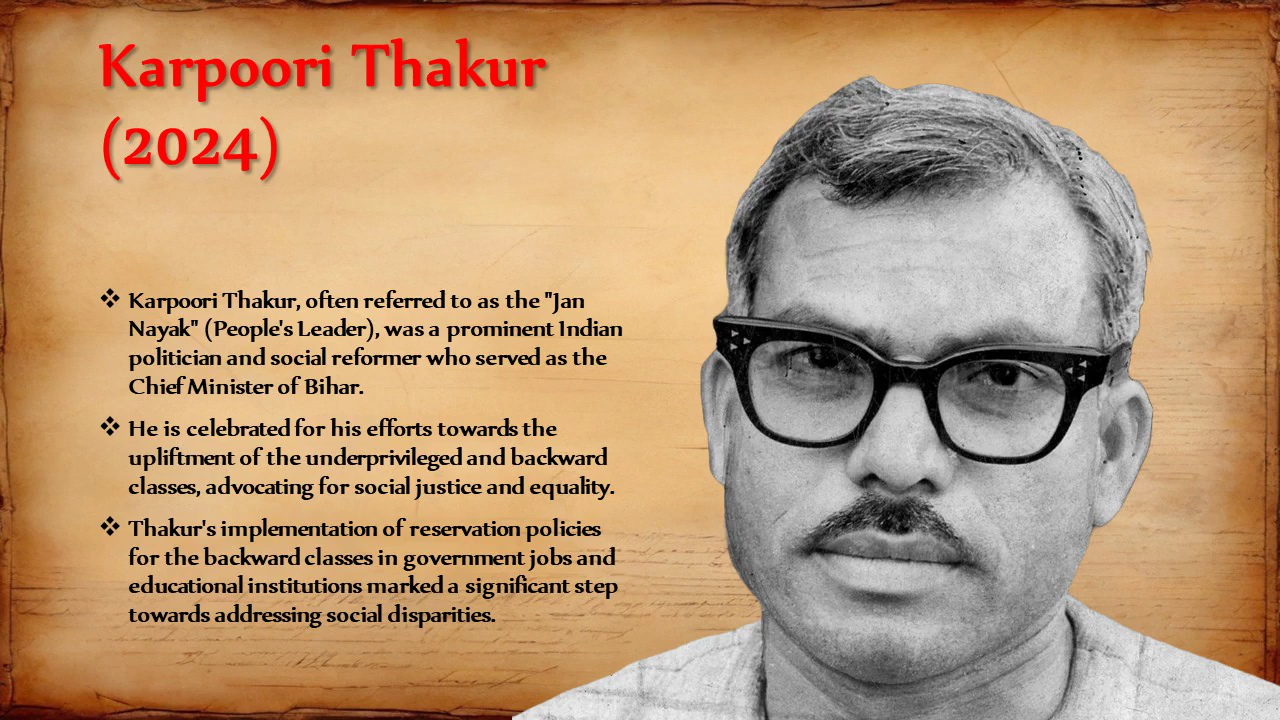 Karpoori Thakur
(2024)
❖ Karpoori Thakur, often referred to as the "Jan
Nayak" (People's Leader), was a prominent Indian
politician and social reformer who served as the
Chief Minister of Bihar.
❖ He is celebrated for his efforts towards the
upliftment of the underprivileged and backward
classes, advocating for social justice and equality.
❖ Thakur's implementation of reservation policies
for the backward classes in government jobs and
educational institutions marked a significant step
towards addressing social disparities.